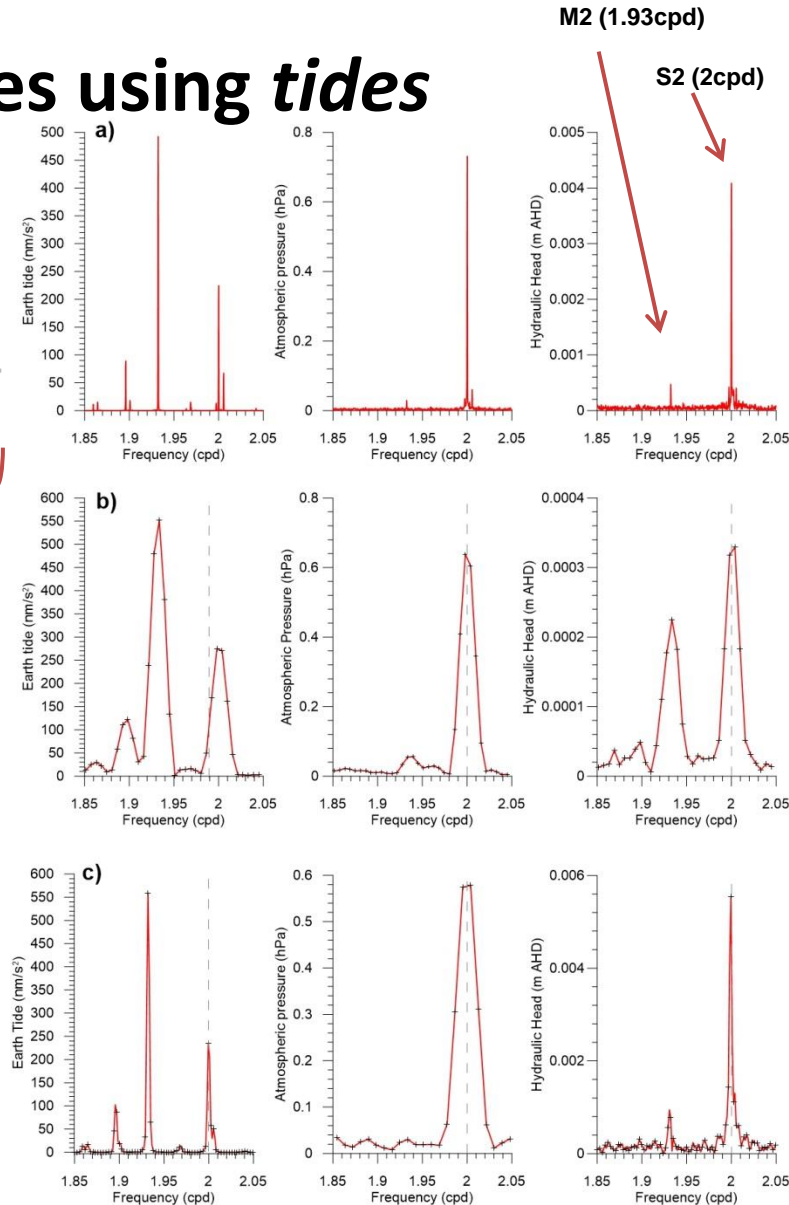 M2 (1.93cpd)
es using tides
S2 (2cpd)
a)
500
450
400
350
300
250
200
150
100
50
0
Earth tide (nm/s²)
1.85 1.9 1.95 2 2.05
Frequency (cpd)
0.8
0.6
0.4
0.2
0
Atmospheric pressure (hPa)
1.85 1.9 1.95 2 2.05
Frequency (cpd)
0.005
0.004
0.003
0.002
0.001
0
Hydraulic Head (m AHD)
1.85 1.9 1.95 2 2.05
Frequency (cpd)
b)
600
550
500
450
400
350
300
250
200
150
100
50
0
Earth tide (nm/s²)
1.85 1.9 1.95 2 2.05
Frequency (cpd)
0.8
0.6
0.4
0.2
0
Atmospheric Pressure (hPa)
1.85 1.9 1.95 2 2.05
Frequency (cpd)
0.0004
0.0003
0.0002
0.0001
0
Hydraulic Head (m AHD)
1.85 1.9 1.95 2 2.05
Frequency (cpd)
c)
600
550
500
450
400
350
300
250
200
150
100
50
0
Earth Tide (nm/s²)
1.85 1.9 1.95 2 2.05
Frequency (cpd)
0.6
0.5
0.4
0.3
0.2
0.1
0
Atmospheric pressure (hPa)
1.85 1.9 1.95 2 2.05
Frequency (cpd)
0.006
0.004
0.002
0
Hydraulic Head (m AHD)
1.85 1.9 1.95 2 2.05
Frequency (cpd)